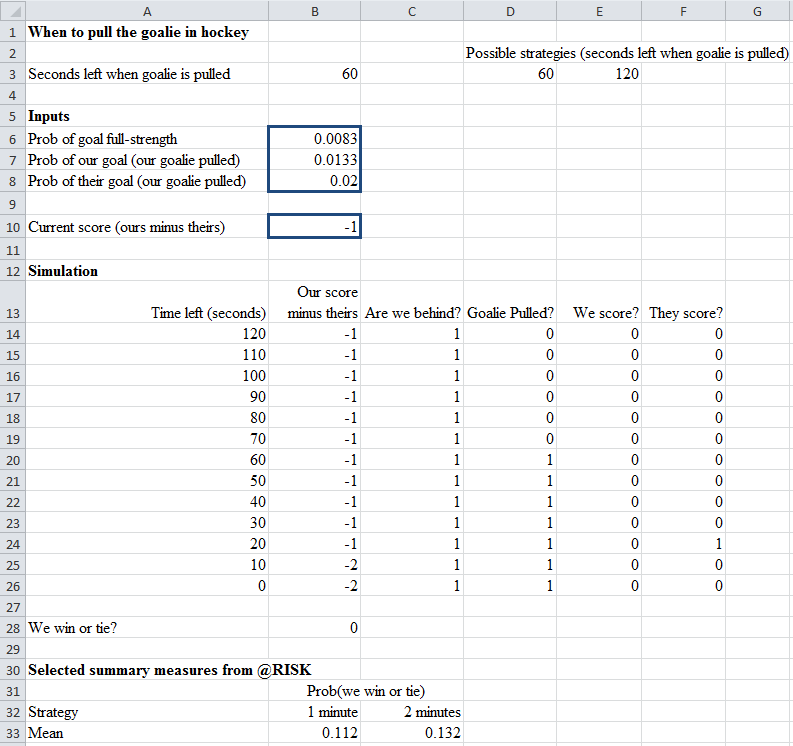 A B C D E F G
1 When to pull the goalie in hockey
2 Possible strategies (seconds left when goalie is pulled)
3 Seconds left when goalie is pulled 60 60 120
4
5 Inputs
6 Prob of goal full-strength 0.0083
7 Prob of our goal (our goalie pulled) 0.0133
8 Prob of their goal (our goalie pulled) 0.02
9
10 Current score (ours minus theirs) -1
11
12 Simulation
Our score
13 Time left (seconds) minus theirs Are we behind? Goalie Pulled? We score? They score?
14 120 -1 1 0 0 0
15 110 -1 1 0 0 0
16 100 -1 1 0 0 0
17 90 -1 1 0 0 0
18 80 -1 1 0 0 0
19 70 -1 1 0 0 0
20 60 -1 1 1 0 0
21 50 -1 1 1 0 0
22 40 -1 1 1 0 0
23 30 -1 1 1 0 0
24 20 -1 1 1 0 1
25 10 -2 1 1 0 0
26 0 -2 1 1 0 0
27
28 We win or tie? 0
29
30 Selected summary measures from @RISK
31 Prob(we win or tie)
32 Strategy 1 minute 2 minutes
33 Mean 0.112 0.132